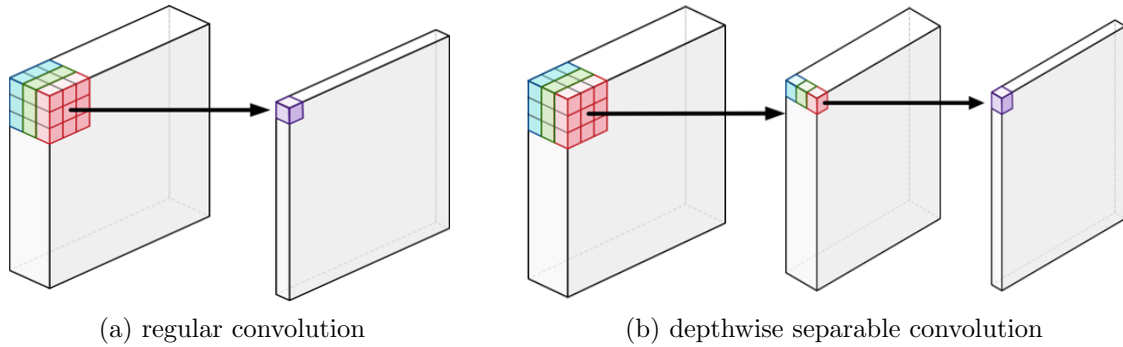 (a) regular convolution
(b) depthwise separable convolution